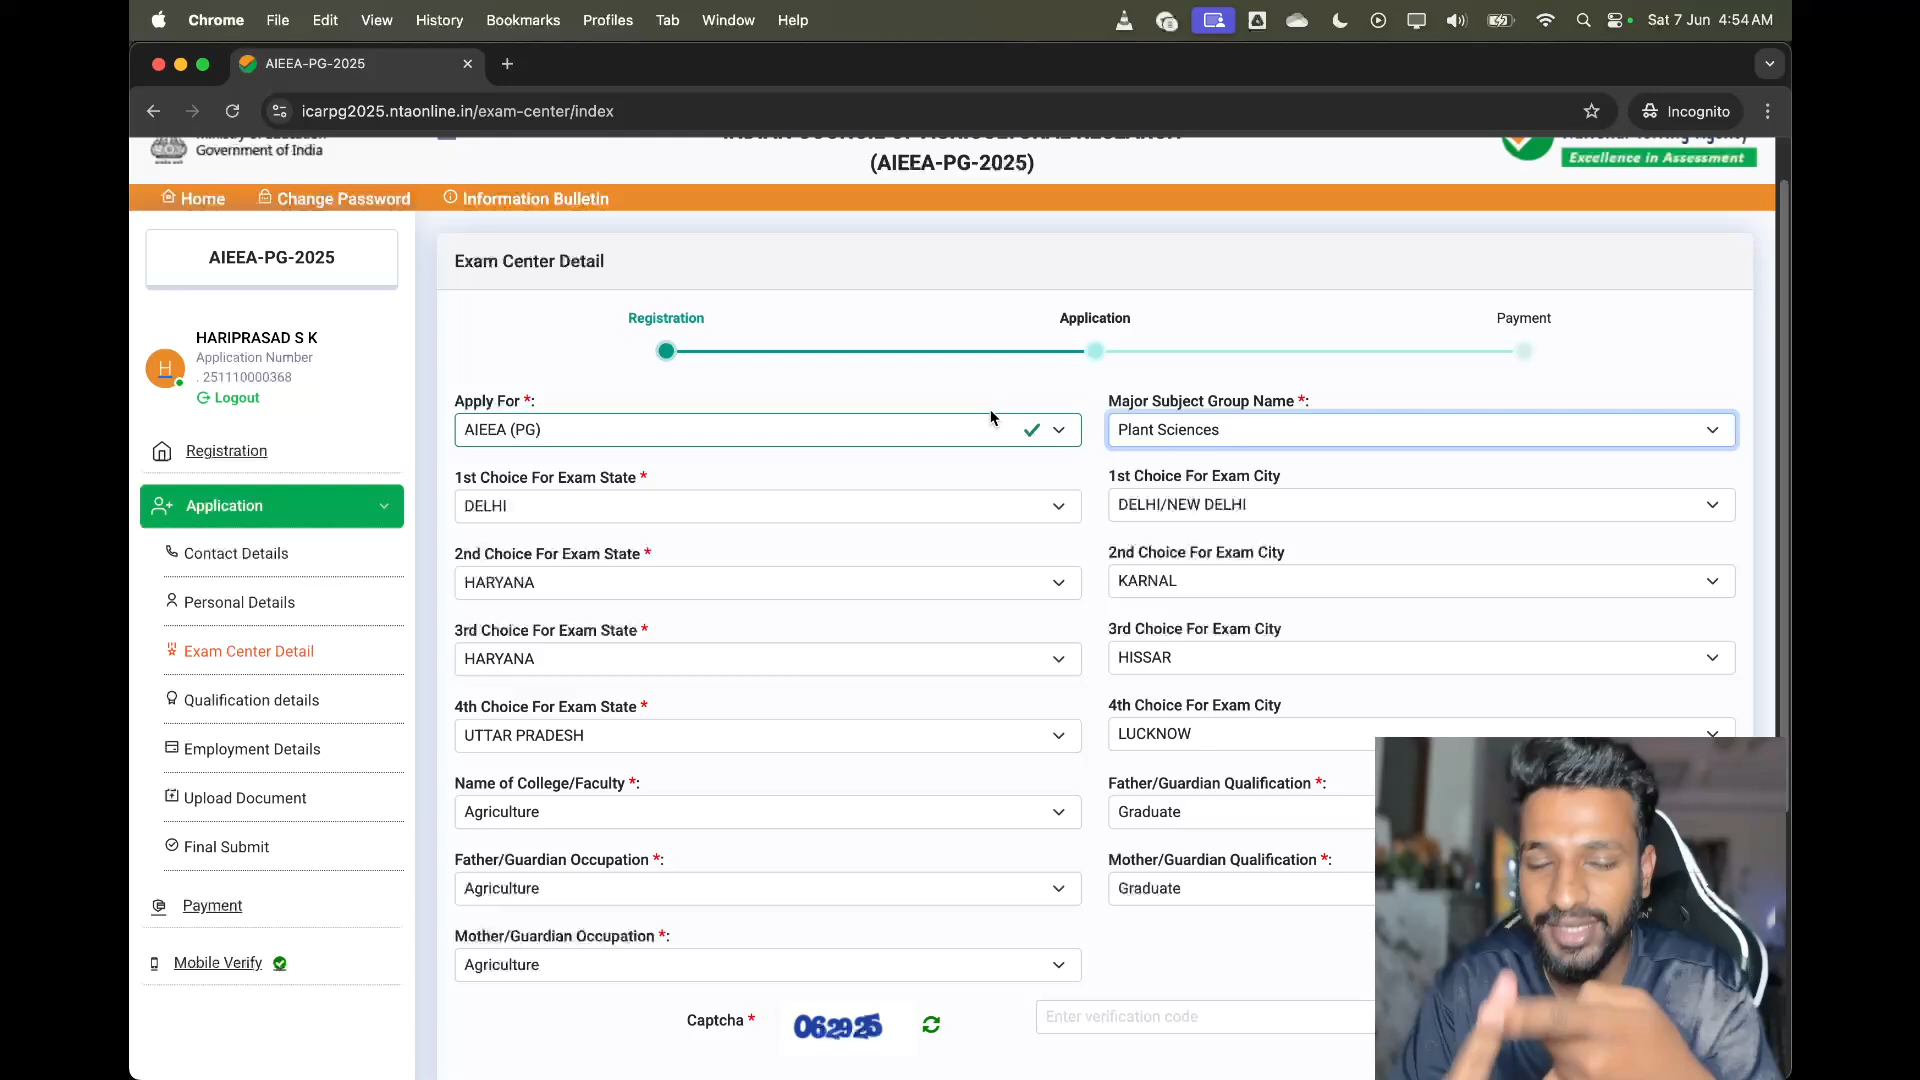 Chrome File Edit View History Bookmarks Profiles Tab Window Help Sat 7 Jun 4:54 AM
AIEEA-PG-2025
icarpg2025.ntaonline.in/exam-center/index Incognito
Government of India
INDIAN COUNCIL OF AGRICULTURAL RESEARCH
(AIEEA-PG-2025)
Excellence in Assessment
Home Change Password Information Bulletin
AIEEA-PG-2025
H
HARIPRASAD S K
Application Number
. 251110000368
Logout
Registration
Application
Contact Details
Personal Details
Exam Center Detail
Qualification details
Employment Details
Upload Document
Final Submit
Payment
Mobile Verify
Exam Center Detail
Registration Application Payment
Apply For *: Major Subject Group Name *:
AIEEA (PG) Plant Sciences
1st Choice For Exam State * 1st Choice For Exam City
DELHI DELHI/NEW DELHI
2nd Choice For Exam State * 2nd Choice For Exam City
HARYANA KARNAL
3rd Choice For Exam State * 3rd Choice For Exam City
HARYANA HISSAR
4th Choice For Exam State * 4th Choice For Exam City
UTTAR PRADESH LUCKNOW
Name of College/Faculty *: Father/Guardian Qualification *:
Agriculture Graduate
Father/Guardian Occupation *: Mother/Guardian Qualification *:
Agriculture Graduate
Mother/Guardian Occupation *:
Agriculture
Captcha * 062925 Enter verification code